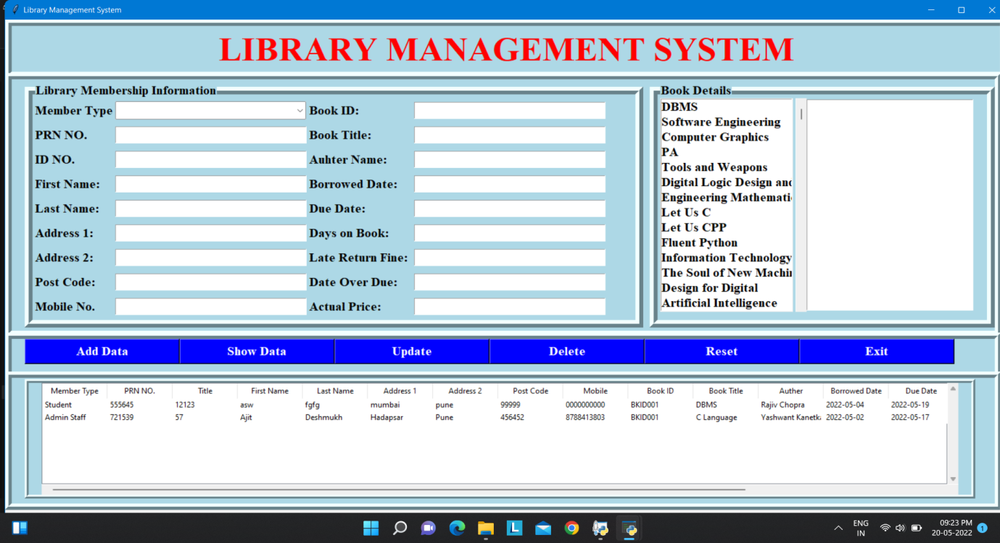 Library Management System
LIBRARY MANAGEMENT SYSTEM
Library Membership Information
Member Type
Book ID:
PRN NO.
Book Title:
ID NO.
Auhter Name:
First Name:
Borrowed Date:
Last Name:
Due Date:
Address 1:
Days on Book:
Address 2:
Late Return Fine:
Post Code:
Date Over Due:
Mobile No.
Actual Price:
Book Details
DBMS
Software Engineering
Computer Graphics
PA
Tools and Weapons
Digital Logic Design and
Engineering Mathemati
Let Us C
Let Us CPP
Fluent Python
Information Technology
The Soul of New Machin
Design for Digital
Artificial Intelligence
Add Data Show Data Update Delete Reset Exit
Member Type PRN NO. Title First Name Last Name Address 1 Address 2 Post Code Mobile Book ID Book Title Auther Borrowed Date Due Date
Student 555645 12123 asw fgfg mumbai pune 99999 0000000000 BKID001 DBMS Rajiv Chopra 2022-05-04 2022-05-19
Admin Staff 721539 57 Ajit Deshmukh Hadapsar Pune 456452 8788413803 BKID001 C Language Yashwant Kanetka 2022-05-02 2022-05-17
L
ENG
IN
09:23 PM
20-05-2022
1